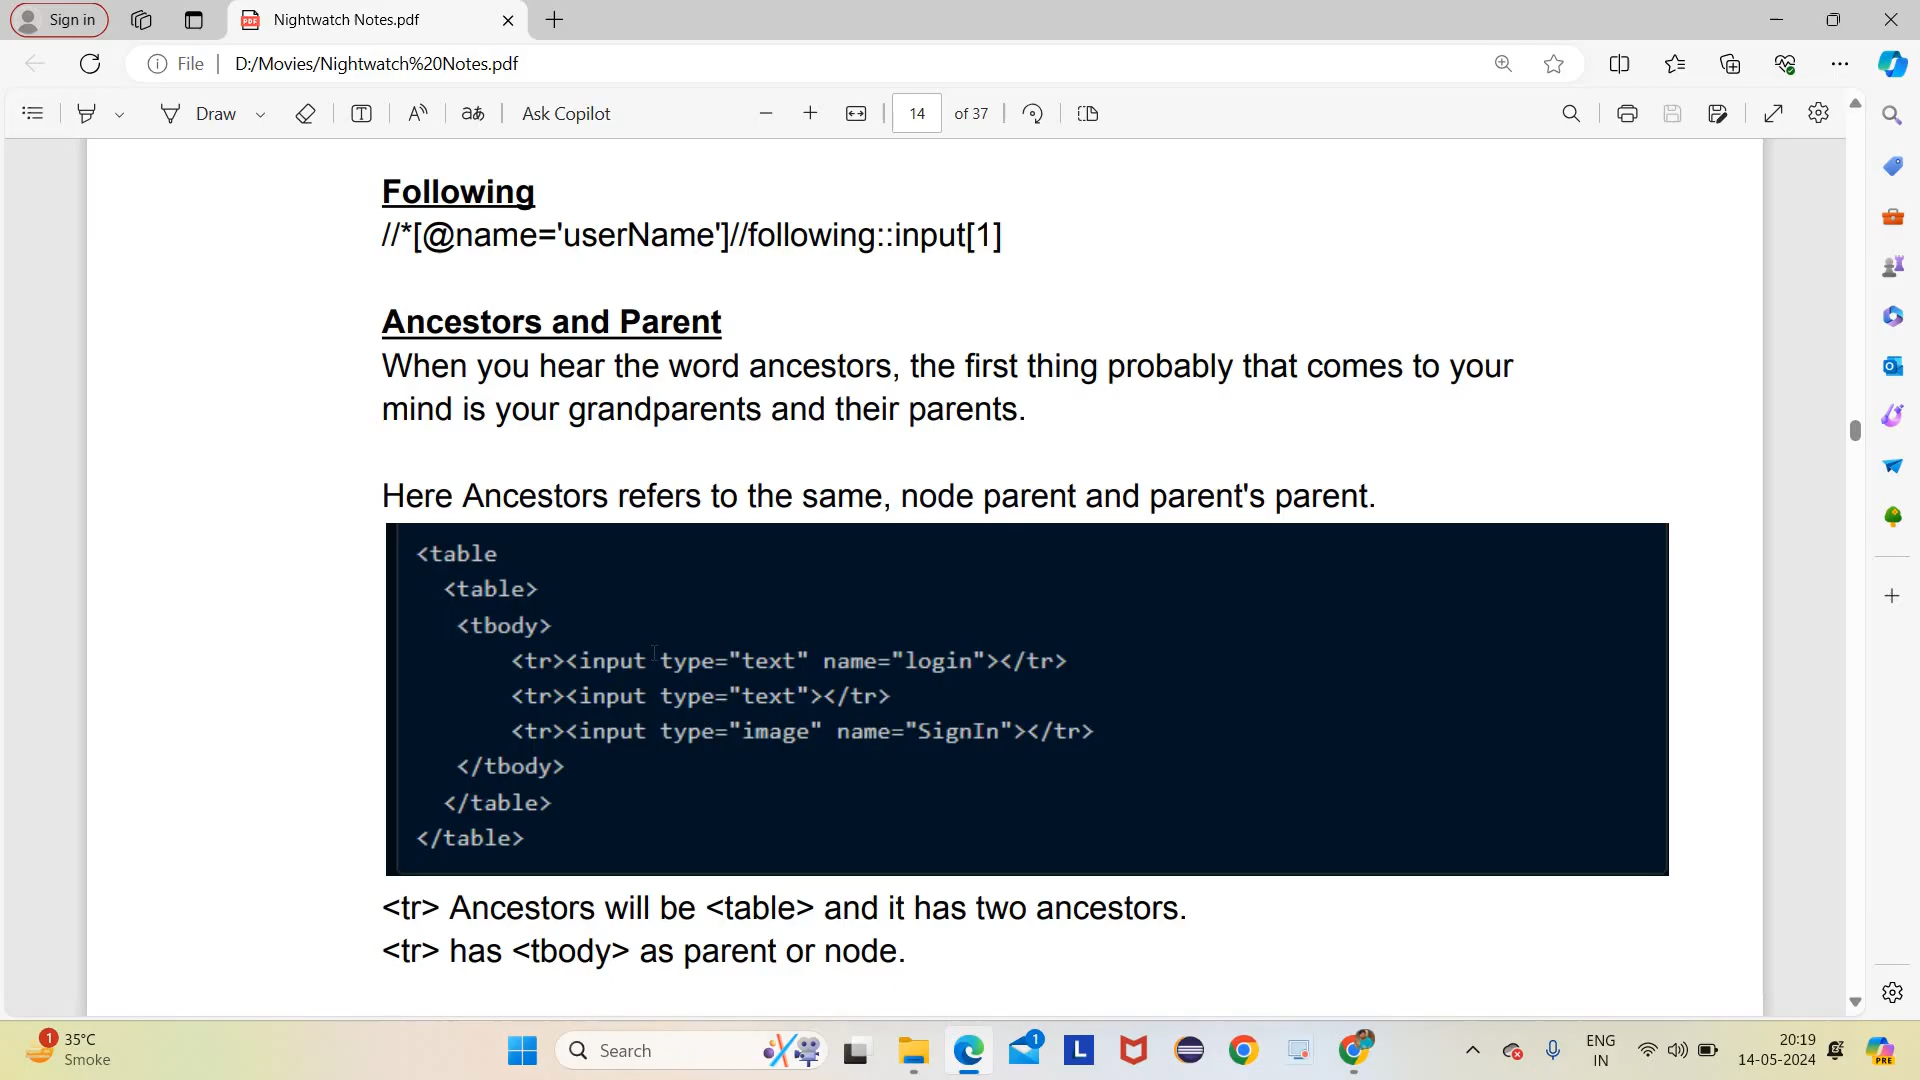 Sign in
Nightwatch Notes.pdf
File
D:/Movies/Nightwatch%20Notes.pdf
Draw
Ask Copilot
14
of 37
Following
//*[@name='userName']//following::input[1]
Ancestors and Parent
When you hear the word ancestors, the first thing probably that comes to your
mind is your grandparents and their parents.
Here Ancestors refers to the same, node parent and parent's parent.
<table
<table>
<tbody>
<tr><input type="text" name="login"></tr>
<tr><input type="text"></tr>
<tr><input type="image" name="SignIn"></tr>
</tbody>
</table>
</table>
<tr> Ancestors will be <table> and it has two ancestors.
<tr> has <tbody> as parent or node.
1
35°C
Smoke
Search
1
L
ENG
IN
20:19
14-05-2024
PRE